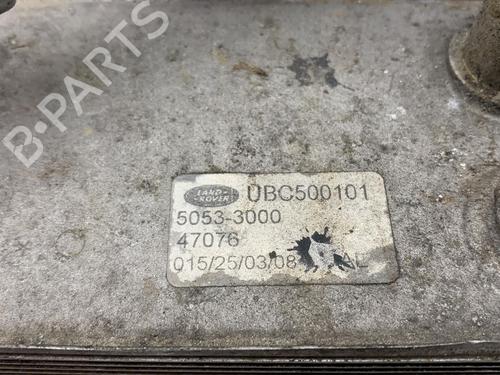 B-PARTS
LAND
ROVER
UBC500101
5053-3000
47076
015/25/03/08